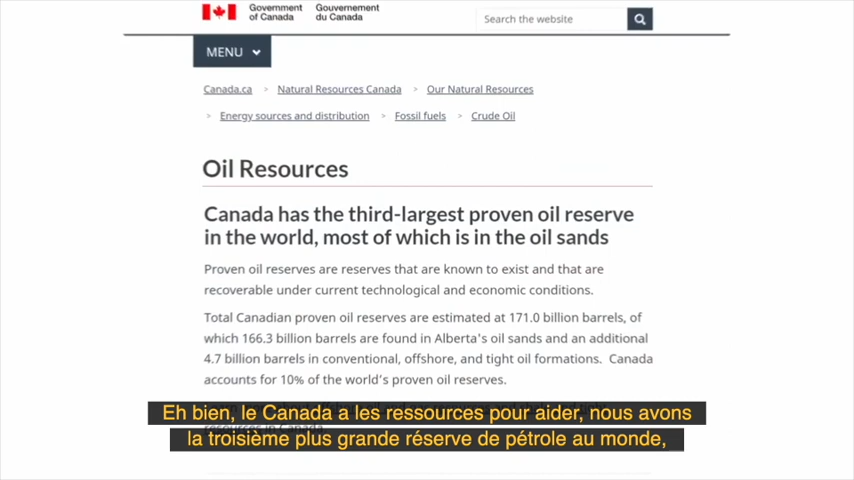 Government of Canada
Gouvernement du Canada
Search the website
MENU
Canada.ca > Natural Resources Canada > Our Natural Resources
> Energy sources and distribution > Fossil fuels > Crude Oil
Oil Resources
Canada has the third-largest proven oil reserve
in the world, most of which is in the oil sands
Proven oil reserves are reserves that are known to exist and that are
recoverable under current technological and economic conditions.
Total Canadian proven oil reserves are estimated at 171.0 billion barrels, of
which 166.3 billion barrels are found in Alberta's oil sands and an additional
4.7 billion barrels in conventional, offshore, and tight oil formations. Canada
accounts for 10% of the world's proven oil reserves.
Eh bien, le Canada a les ressources pour aider, nous avons
la troisième plus grande réserve de pétrole au monde,